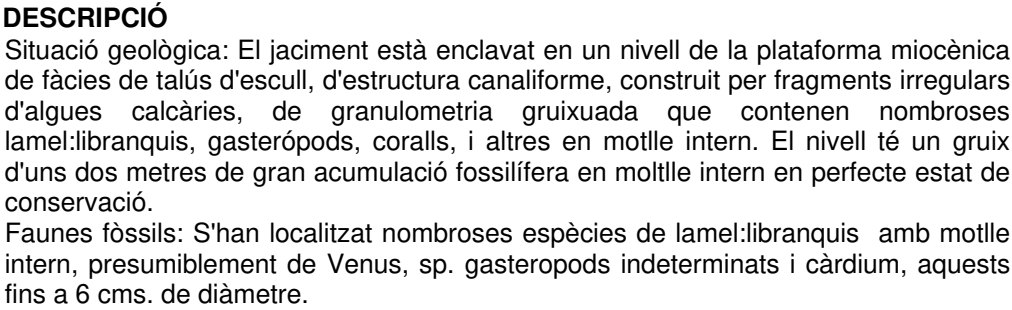 DESCRIPCIÓ
Situació geològica: El jaciment està enclavat en un nivell de la plataforma miocènica
de fàcies de talús d'escull, d'estructura canaliforme, construit per fragments irregulars
d'algues calcàries, de granulometria gruixuada que contenen nombroses
lamel:libranquis, gasterópods, coralls, i altres en motlle intern. El nivell té un gruix
d'uns dos metres de gran acumulació fossilífera en moltlle intern en perfecte estat de
conservació.
Faunes fòssils: S'han localitzat nombroses espècies de lamel:libranquis amb motlle
intern, presumiblement de Venus, sp. gasteropods indeterminats i càrdium, aquests
fins a 6 cms. de diàmetre.